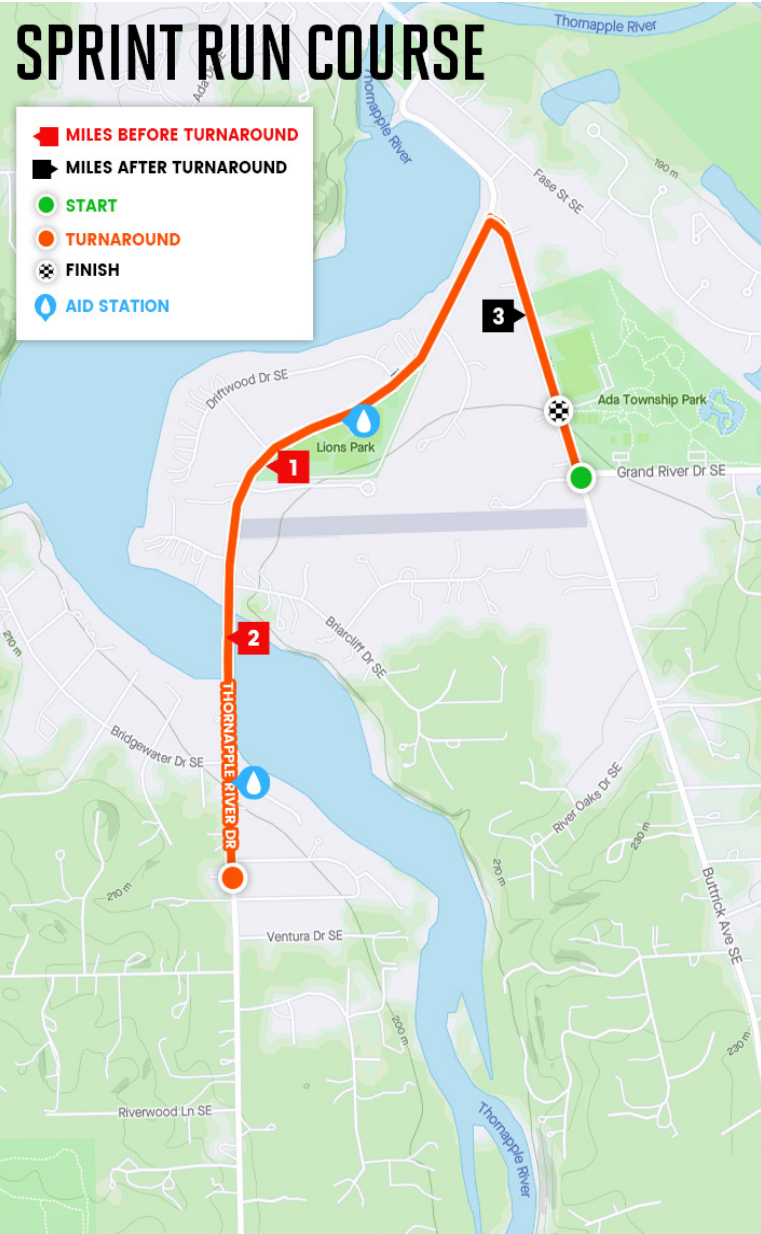 SPRINT RUN COURSE
MILES BEFORE TURNAROUND
MILES AFTER TURNAROUND
START
TURNAROUND
FINISH
AID STATION
Thornapple River
Thornapple River
Fase St SE
190 m
3
Driftwood Dr SE
Ada Township Park
Lions Park
1
Grand River Dr SE
2
Briarcliff Dr SE
210 m
THORNAPPLE RIVER DR
Bridgewater Dr SE
River Oaks Dr SE
230 m
210 m
210 m
Buttrick Ave SE
Ventura Dr SE
200 m
230 m
Riverwood Ln SE
Thornapple River